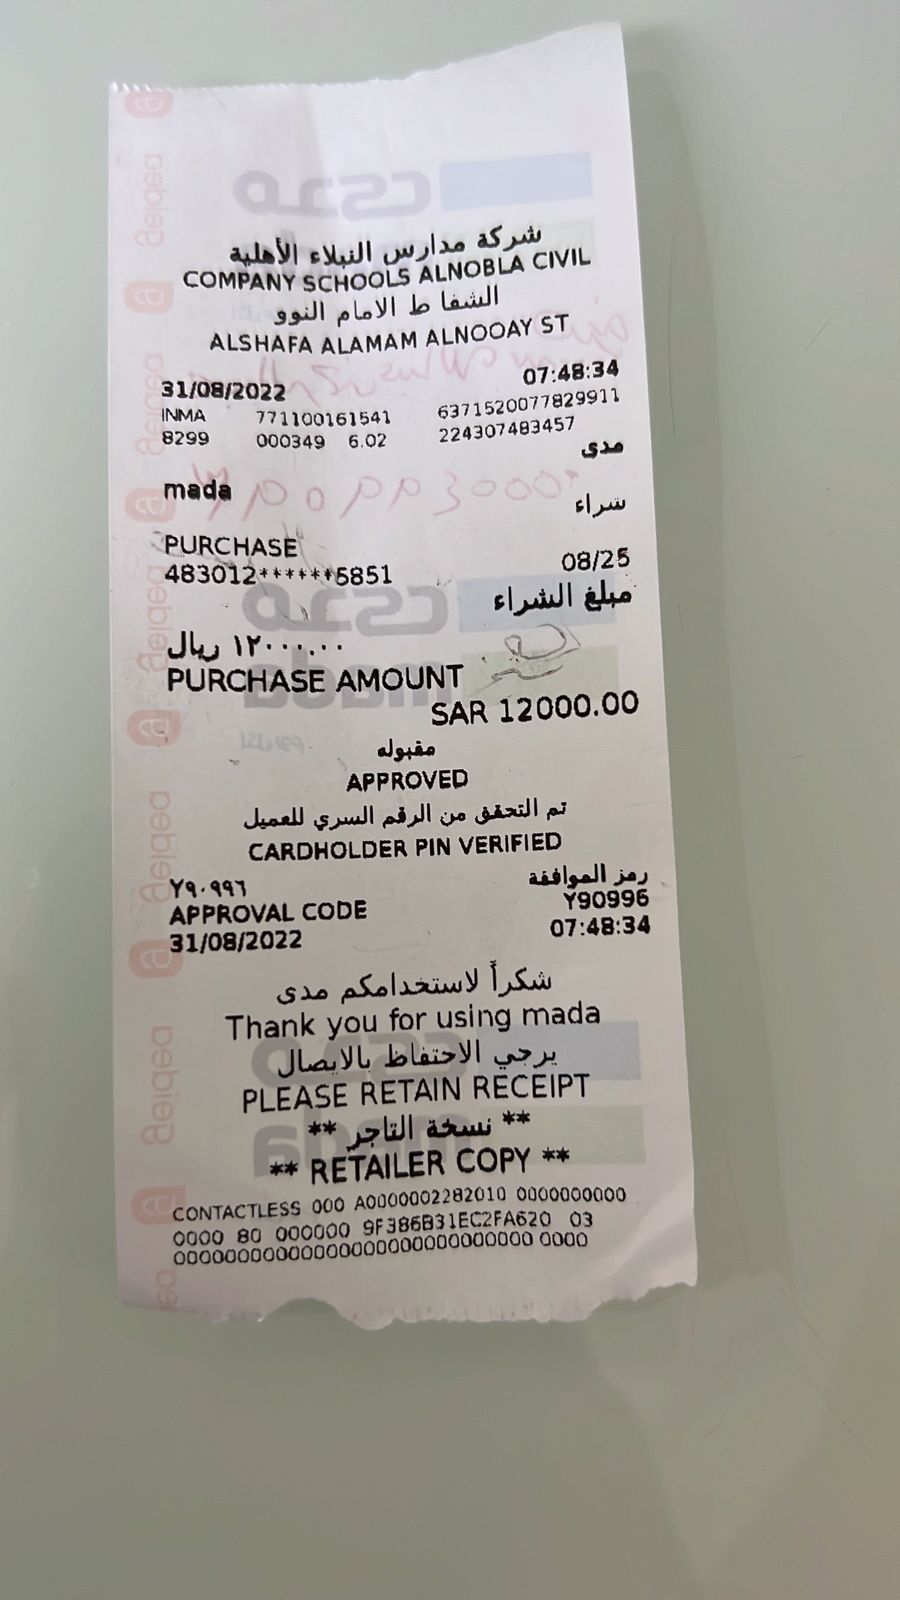 شركة مدارس النبلاء الأهلية
COMPANY SCHOOLS ALNOBLA CIVIL
الشفا ط الامام النوو
ALSHAFA ALAMAM ALNOOAY ST
31/08/2022 07:48:34
INMA 771100161541 6371520077829911
8299 000349 6.02 224307483457
مدى
mada
شراء
PURCHASE
483012******5851 08/25
مبلغ الشراء
١٢٠٠٠.٠٠ ريال
PURCHASE AMOUNT
SAR 12000.00
مقبوله
APPROVED
تم التحقق من الرقم السري للعميل
CARDHOLDER PIN VERIFIED
رمز الموافقة
Y٩٠٩٩٦ Y90996
APPROVAL CODE
31/08/2022 07:48:34
شكراً لاستخدامكم مدى
Thank you for using mada
يرجي الاحتفاظ بالايصال
PLEASE RETAIN RECEIPT
** نسخة التاجر **
** RETAILER COPY **
CONTACTLESS 000 A0000002282010 0000000000
0000 80 000000 9F386B31EC2FA620 03
geidea